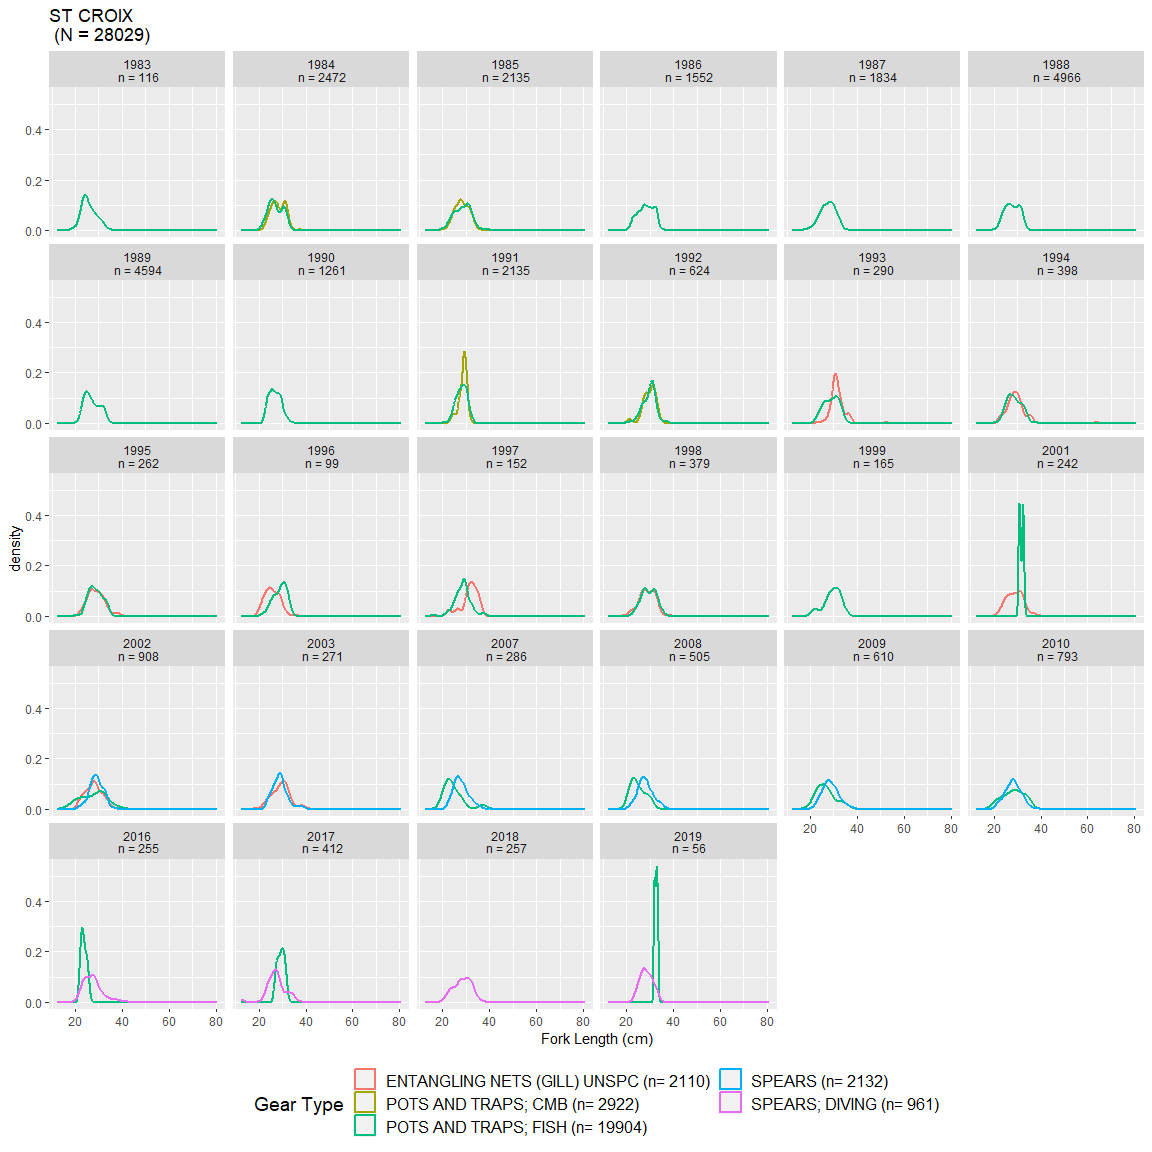 ST CROIX
(N = 28029)
1983
n = 116
1984
n = 2472
1985
n = 2135
1986
n = 1552
1987
n = 1834
1988
n = 4966
0.4
0.2
0.0
1989
n = 4594
1990
n = 1261
1991
n = 2135
1992
n = 624
1993
n = 290
1994
n = 398
0.4
0.2
0.0
1995
n = 262
1996
n = 99
1997
n = 152
1998
n = 379
1999
n = 165
2001
n = 242
density
0.4
0.2
0.0
2002
n = 908
2003
n = 271
2007
n = 286
2008
n = 505
2009
n = 610
2010
n = 793
0.4
0.2
0.0
20 40 60 80
20 40 60 80
2016
n = 255
2017
n = 412
2018
n = 257
2019
n = 56
0.4
0.2
0.0
20 40 60 80
20 40 60 80
20 40 60 80
20 40 60 80
Fork Length (cm)
Gear Type
ENTANGLING NETS (GILL) UNSPC (n= 2110)
POTS AND TRAPS; CMB (n= 2922)
POTS AND TRAPS; FISH (n= 19904)
SPEARS (n= 2132)
SPEARS; DIVING (n= 961)